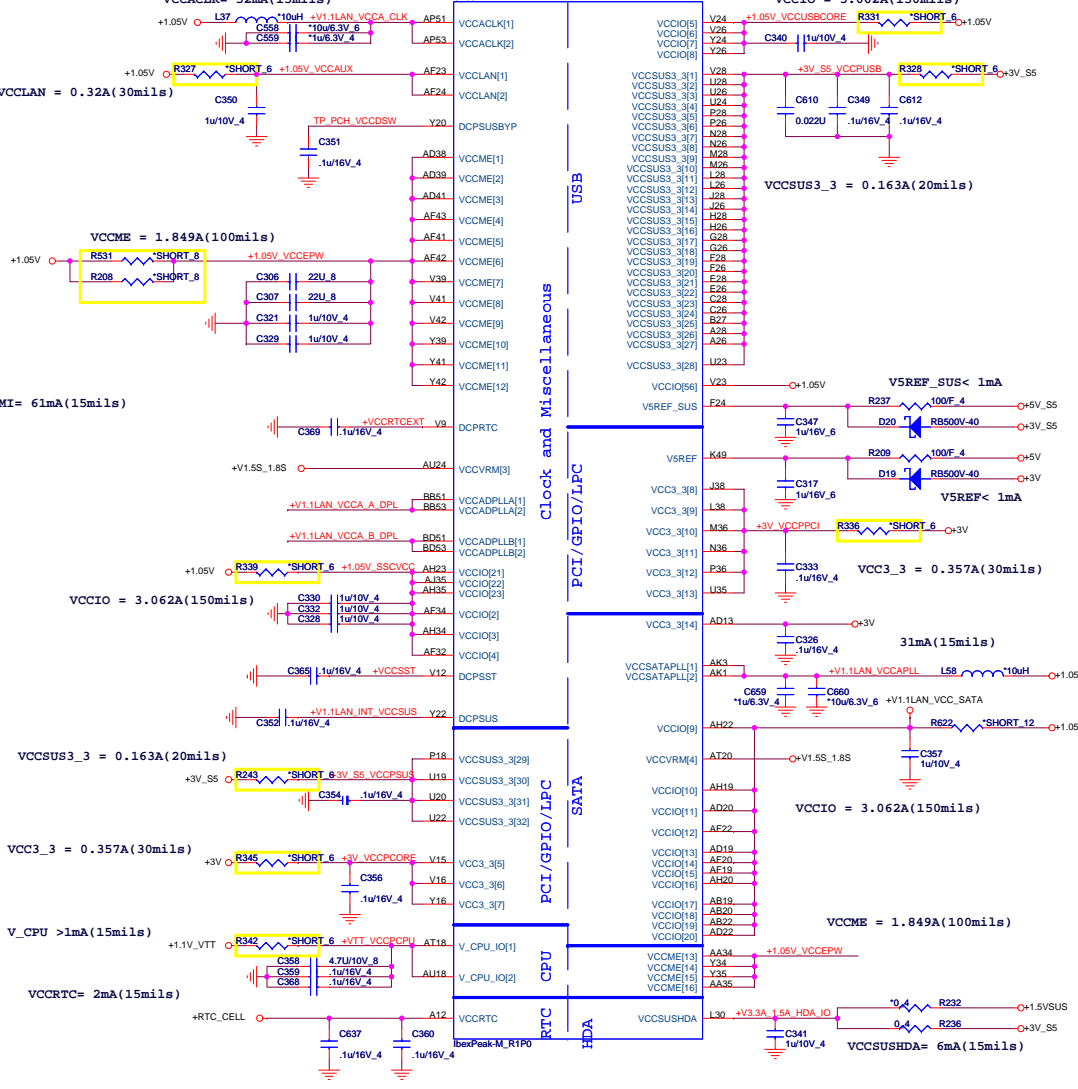 VCCACLK= 52mA(15mils)
+1.05V L37 *10uH +V1.1LAN_VCCA_CLK AP51 VCCACLK[1]
C558 *10u/6.3V_6
C559 *1u/6.3V_4 AP53 VCCACLK[2]
+1.05V R327 *SHORT_6 +1.05V_VCCAUX AF23 VCCLAN[1]
VCCLAN = 0.32A(30mils) AF24 VCCLAN[2]
C350 1u/10V_4
TP_PCH_VCCDSW Y20 DCPSUSBYP
C351 .1u/16V_4
AD38 VCCME[1]
AD39 VCCME[2]
AD41 VCCME[3]
AF43 VCCME[4]
VCCME = 1.849A(100mils) AF41 VCCME[5]
+1.05V R531 *SHORT_8 +1.05V_VCCEPW AF42 VCCME[6]
R208 *SHORT_8 C306 22U_8 V39 VCCME[7]
C307 22U_8 V41 VCCME[8]
C321 1u/10V_4 V42 VCCME[9]
C329 1u/10V_4 Y39 VCCME[10]
Y41 VCCME[11]
Y42 VCCME[12]
MI= 61mA(15mils)
C369 .1u/16V_4 +VCCRTCEXT V9 DCPRTC
+V1.5S_1.8S AU24 VCCVRM[3]
+V1.1LAN_VCCA_A_DPL BB51 VCCADPLLA[1]
BB53 VCCADPLLA[2]
+V1.1LAN_VCCA_B_DPL BD51 VCCADPLLB[1]
BD53 VCCADPLLB[2]
+1.05V R339 *SHORT_6 +1.05V_SSCVCC AH23 VCCIO[21]
AJ35 VCCIO[22]
AH35 VCCIO[23]
VCCIO = 3.062A(150mils)
C330 1u/10V_4
C332 1u/10V_4 AF34 VCCIO[2]
C328 1u/10V_4
AH34 VCCIO[3]
AF32 VCCIO[4]
C365 .1u/16V_4 +VCCSST V12 DCPSST
C352 .1u/16V_4 +V1.1LAN_INT_VCCSUS Y22 DCPSUS
VCCSUS3_3 = 0.163A(20mils) P18 VCCSUS3_3[29]
+3V_S5 R243 *SHORT_6 +3V_S5_VCCPSUS U19 VCCSUS3_3[30]
C354 .1u/16V_4 U20 VCCSUS3_3[31]
U22 VCCSUS3_3[32]
VCC3_3 = 0.357A(30mils)
+3V R345 *SHORT_6 +3V_VCCPCORE V15 VCC3_3[5]
C356 .1u/16V_4 V16 VCC3_3[6]
Y16 VCC3_3[7]
V_CPU >1mA(15mils)
+1.1V_VTT R342 *SHORT_6 +VTT_VCCPCPU AT18 V_CPU_IO[1]
C358 4.7U/10V_8
C359 .1u/16V_4
C368 .1u/16V_4 AU18 V_CPU_IO[2]
VCCRTC= 2mA(15mils)
+RTC_CELL A12 VCCRTC
C637 .1u/16V_4
C360 .1u/16V_4
IbexPeak-M_R1P0
Clock and Miscellaneous
PCI/GPIO/LPC
CPU
RTC
USB
PCI/GPIO/LPC
SATA
HDA
VCCIO = 3.062A(150mils)
VCCIO[5] V24 +1.05V_VCCUSBCORE R331 *SHORT_6 +1.05V
VCCIO[6] V26
VCCIO[7] Y24 C340 1u/10V_4
VCCIO[8] Y26
VCCSUS3_3[1] V28 +3V_S5_VCCPUSB R328 *SHORT_6 +3V_S5
VCCSUS3_3[2] U28
VCCSUS3_3[3] U26
VCCSUS3_3[4] U24
VCCSUS3_3[5] P28
VCCSUS3_3[6] P26
VCCSUS3_3[7] N28
VCCSUS3_3[8] N26
VCCSUS3_3[9] M28
VCCSUS3_3[10] M26
VCCSUS3_3[11] L28
VCCSUS3_3[12] L26
VCCSUS3_3[13] J28
VCCSUS3_3[14] J26
VCCSUS3_3[15] H28
VCCSUS3_3[16] H26
VCCSUS3_3[17] G28
VCCSUS3_3[18] G26
VCCSUS3_3[19] F28
VCCSUS3_3[20] F26
VCCSUS3_3[21] E28
VCCSUS3_3[22] E26
VCCSUS3_3[23] C28
VCCSUS3_3[24] C26
VCCSUS3_3[25] B27
VCCSUS3_3[26] A28
VCCSUS3_3[27] A26
VCCSUS3_3[28] U23
C610 0.022U
C349 .1u/16V_4
C612 .1u/16V_4
VCCSUS3_3 = 0.163A(20mils)
VCCIO[56] V23 +1.05V
V5REF_SUS< 1mA
V5REF_SUS F24 R237 100/F_4 +5V_S5
C347 1u/16V_6 D20 RB500V-40 +3V_S5
V5REF K49 R209 100/F_4 +5V
C317 1u/16V_6 D19 RB500V-40 +3V
V5REF< 1mA
VCC3_3[8] J38
VCC3_3[9] L38
VCC3_3[10] M36 +3V_VCCPPCI R336 *SHORT_6 +3V
VCC3_3[11] N36
VCC3_3[12] P36 C333 .1u/16V_4 VCC3_3 = 0.357A(30mils)
VCC3_3[13] U35
VCC3_3[14] AD13 +3V
C326 .1u/16V_4 31mA(15mils)
VCCSATAPLL[1] AK3
VCCSATAPLL[2] AK1 +V1.1LAN_VCCAPLL L58 *10uH +1.05
C659 *1u/6.3V_4
C660 *10u/6.3V_6
+V1.1LAN_VCC_SATA
VCCIO[9] AH22 R622 *SHORT_12 +1.05
VCCVRM[4] AT20 +V1.5S_1.8S C357 1u/10V_4
VCCIO[10] AH19
VCCIO[11] AD20 VCCIO = 3.062A(150mils)
VCCIO[12] AF22
VCCIO[13] AD19
VCCIO[14] AF20
VCCIO[15] AF19
VCCIO[16] AH20
VCCIO[17] AB19
VCCIO[18] AB20
VCCIO[19] AB22
VCCIO[20] AD22
VCCME = 1.849A(100mils)
VCCME[13] AA34 +1.05V_VCCEPW
VCCME[14] Y34
VCCME[15] Y35
VCCME[16] AA35
VCCSUSHDA L30 +V3.3A_1.5A_HDA_IO
*0_4 R232 +1.5VSUS
0_4 R236 +3V_S5
C341 1u/10V_4
VCCSUSHDA= 6mA(15mils)